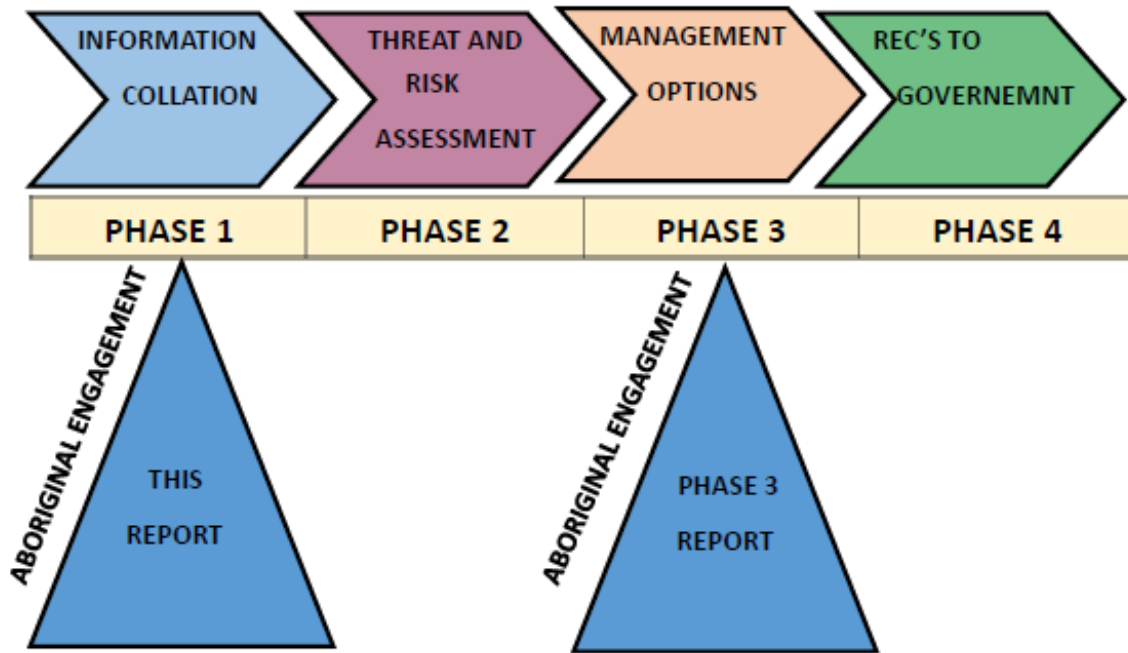 INFORMATION
COLLATION
THREAT AND
RISK
ASSESSMENT
MANAGEMENT
OPTIONS
REC'S TO
GOVERNEMNT
PHASE 1
PHASE 2
PHASE 3
PHASE 4
ABORIGINAL ENGAGEMENT
THIS
REPORT
ABORIGINAL ENGAGEMENT
PHASE 3
REPORT